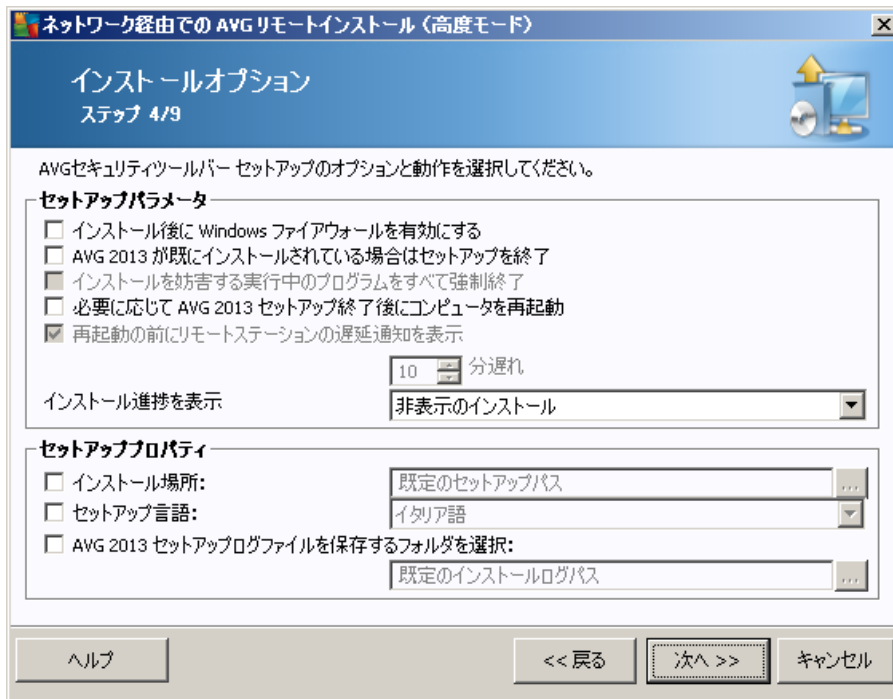 ネットワーク経由での AVG リモートインストール（高度モード）
インストールオプション
ステップ 4/9
AVGセキュリティツールバー セットアップのオプションと動作を選択してください。
セットアップパラメータ
インストール後に Windows ファイアウォールを有効にする
AVG 2013 が既にインストールされている場合はセットアップを終了
インストールを妨害する実行中のプログラムをすべて強制終了
必要に応じて AVG 2013 セットアップ終了後にコンピュータを再起動
再起動の前にリモートステーションの遅延通知を表示
10 分遅れ
インストール進捗を表示 非表示のインストール
セットアッププロパティ
インストール場所: 既定のセットアップパス ...
セットアップ言語: イタリア語
AVG 2013 セットアップログファイルを保存するフォルダを選択:
既定のインストールログパス ...
ヘルプ << 戻る 次へ >> キャンセル